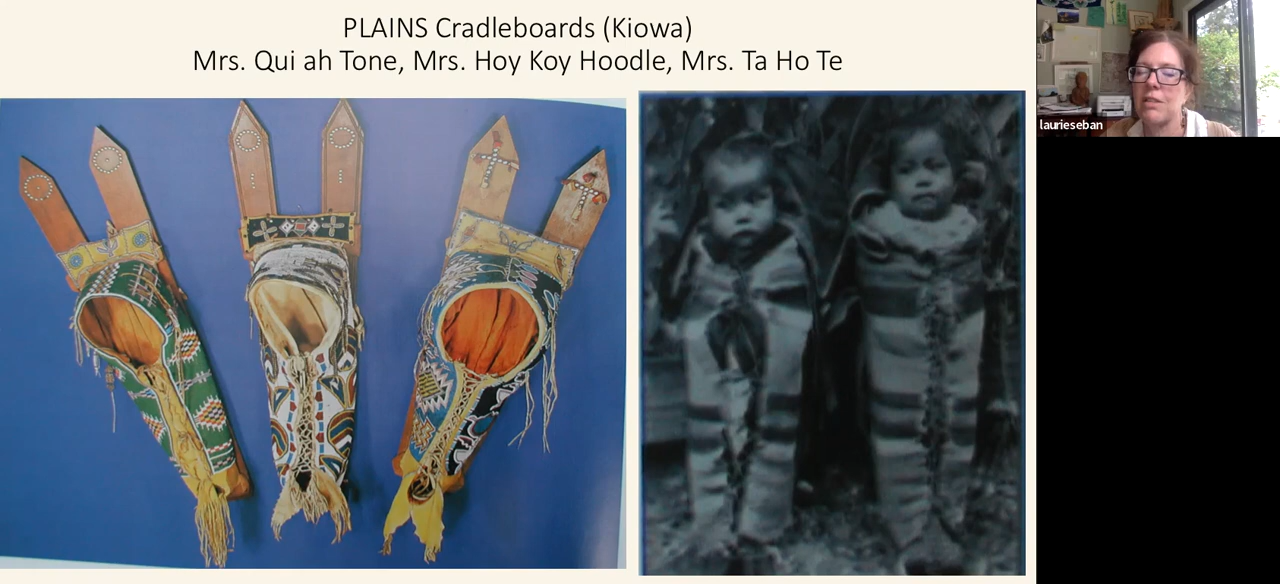 PLAINS Cradleboards (Kiowa)
Mrs. Qui ah Tone, Mrs. Hoy Koy Hoodle, Mrs. Ta Ho Te
laurieseban